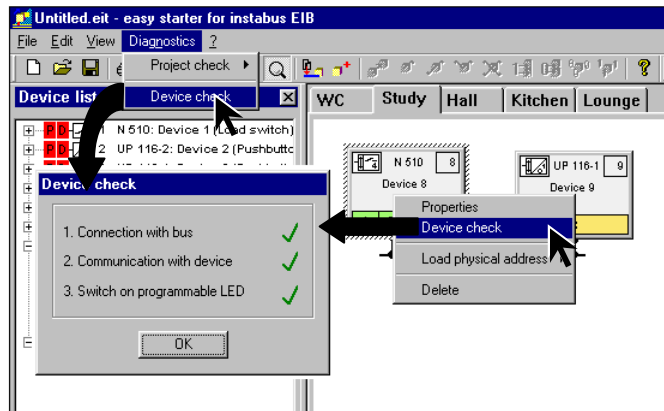 Untitled.eit - easy starter for instabus EIB
File Edit View Diagnostics ?
Project check
Device check
Device list
WC Study Hall Kitchen Lounge
P D 1 N 510: Device 1 (Load switch)
P D 2 UP 116-2: Device 2 (Pushbutto
N 510 8
Device 8
UP 116-1 9
Device 9
Device check
1. Connection with bus
2. Communication with device
3. Switch on programmable LED
OK
Properties
Device check
Load physical address
Delete